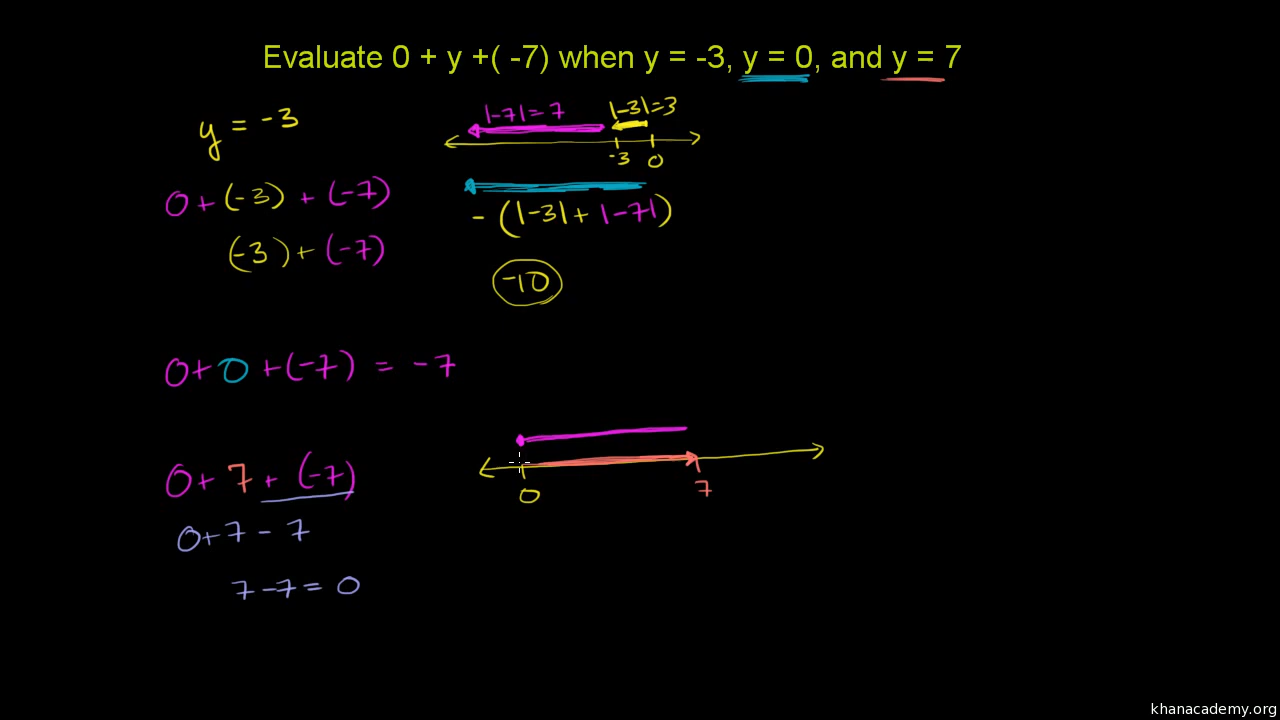 Evaluate 0 + y +( -7) when y = -3, y = 0, and y = 7
y = -3
|-7| = 7
|-3| = 3
-3 0
0 + (-3) + (-7)
- (|-3| + |-7|)
(-3) + (-7)
-10
0 + 0 + (-7) = -7
0 + 7 + (-7)
0 7
0 + 7 - 7
7 - 7 = 0
khanacademy.org